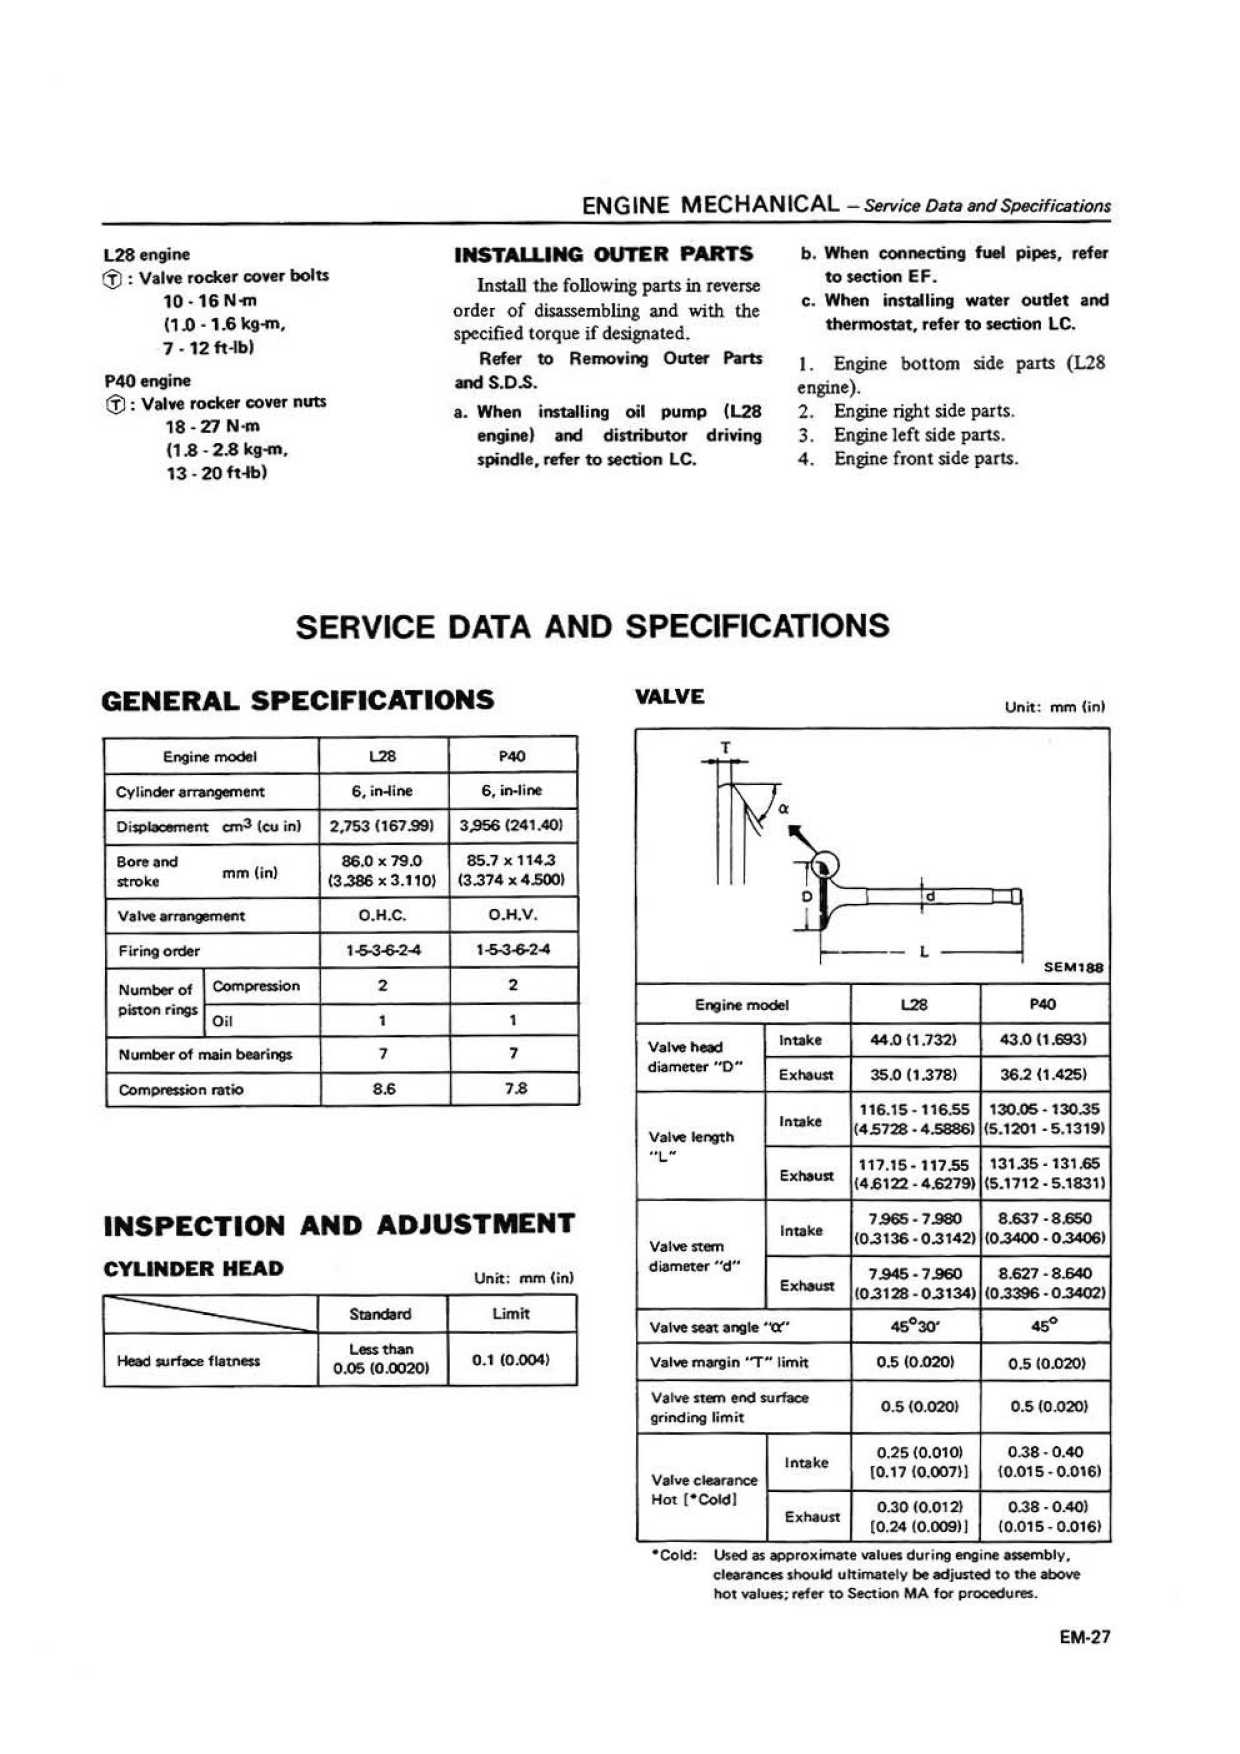 ENGINE MECHANICAL – Service Data and Specifications
L28 engine
Ⓣ : Valve rocker cover bolts
10 - 16 N·m
(1.0 - 1.6 kg-m,
7 - 12 ft-lb)
P40 engine
Ⓣ : Valve rocker cover nuts
18 - 27 N·m
(1.8 - 2.8 kg-m,
13 - 20 ft-lb)
INSTALLING OUTER PARTS
Install the following parts in reverse
order of disassembling and with the
specified torque if designated.
Refer to Removing Outer Parts
and S.D.S.
a. When installing oil pump (L28
engine) and distributor driving
spindle, refer to section LC.
b. When connecting fuel pipes, refer
to section EF.
c. When installing water outlet and
thermostat, refer to section LC.
1. Engine bottom side parts (L28
engine).
2. Engine right side parts.
3. Engine left side parts.
4. Engine front side parts.
SERVICE DATA AND SPECIFICATIONS
GENERAL SPECIFICATIONS
Engine model L28 P40
Cylinder arrangement 6, in-line 6, in-line
Displacement cm3 (cu in) 2,753 (167.99) 3,956 (241.40)
Bore and stroke mm (in) 86.0 x 79.0 (3.386 x 3.110) 85.7 x 114.3 (3.374 x 4.500)
Valve arrangement O.H.C. O.H.V.
Firing order 1-5-3-6-2-4 1-5-3-6-2-4
Number of piston rings Compression 2 2
Oil 1 1
Number of main bearings 7 7
Compression ratio 8.6 7.8
INSPECTION AND ADJUSTMENT
CYLINDER HEAD
Unit: mm (in)
Standard Limit
Head surface flatness Less than 0.05 (0.0020) 0.1 (0.004)
VALVE
Unit: mm (in)
T
α
D
d
L
SEM188
Engine model L28 P40
Valve head diameter "D" Intake 44.0 (1.732) 43.0 (1.693)
Exhaust 35.0 (1.378) 36.2 (1.425)
Valve length "L" Intake 116.15 - 116.55 (4.5728 - 4.5886) 130.05 - 130.35 (5.1201 - 5.1319)
Exhaust 117.15 - 117.55 (4.6122 - 4.6279) 131.35 - 131.65 (5.1712 - 5.1831)
Valve stem diameter "d" Intake 7.965 - 7.980 (0.3136 - 0.3142) 8.637 - 8.650 (0.3400 - 0.3406)
Exhaust 7.945 - 7.960 (0.3128 - 0.3134) 8.627 - 8.640 (0.3396 - 0.3402)
Valve seat angle "α" 45°30' 45°
Valve margin "T" limit 0.5 (0.020) 0.5 (0.020)
Valve stem end surface grinding limit 0.5 (0.020) 0.5 (0.020)
Valve clearance Hot [*Cold] Intake 0.25 (0.010) [0.17 (0.007)] 0.38 - 0.40 (0.015 - 0.016)
Exhaust 0.30 (0.012) [0.24 (0.009)] 0.38 - 0.40) (0.015 - 0.016)
*Cold: Used as approximate values during engine assembly,
clearances should ultimately be adjusted to the above
hot values; refer to Section MA for procedures.
EM-27